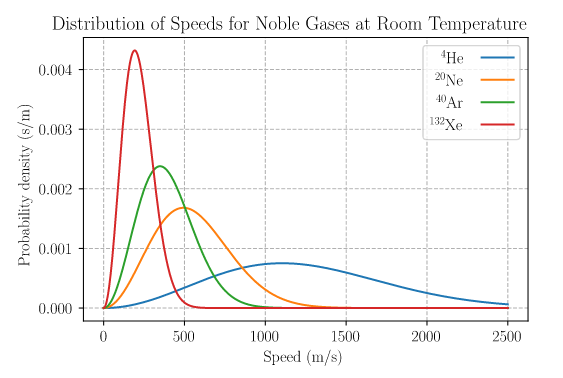 Distribution of Speeds for Noble Gases at Room Temperature
⁴He
²⁰Ne
⁴⁰Ar
¹³²Xe
Probability density (s/m)
0.004
0.003
0.002
0.001
0.000
0 500 1000 1500 2000 2500
Speed (m/s)